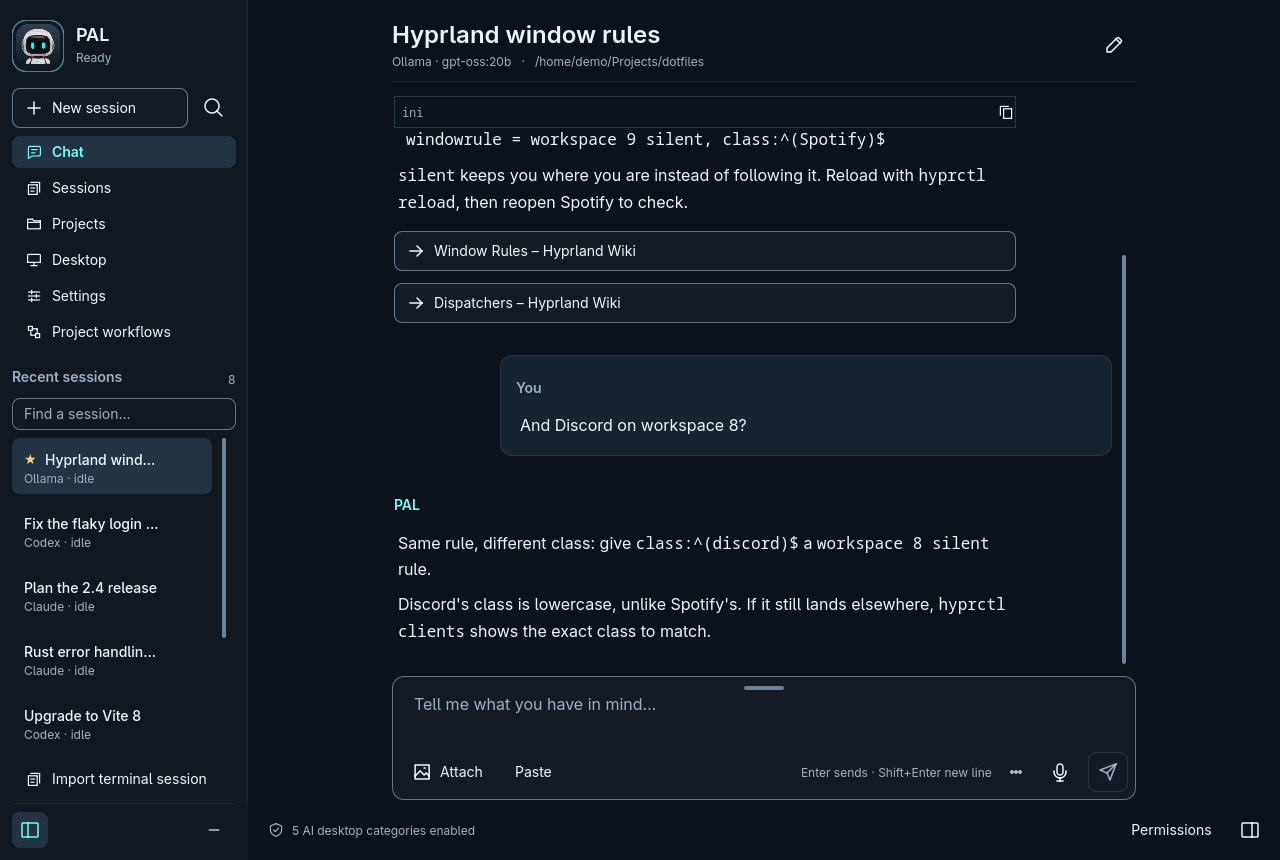 PAL
Ready
New session
Chat
Sessions
Projects
Desktop
Settings
Project workflows
Recent sessions 8
Find a session...
★ Hyprland wind...
Ollama · idle
Fix the flaky login ...
Codex · idle
Plan the 2.4 release
Claude · idle
Rust error handlin...
Claude · idle
Upgrade to Vite 8
Codex · idle
Import terminal session
Hyprland window rules
Ollama · gpt-oss:20b · /home/demo/Projects/dotfiles
ini
windowrule = workspace 9 silent, class:^(Spotify)$
silent keeps you where you are instead of following it. Reload with hyprctl
reload, then reopen Spotify to check.
Window Rules – Hyprland Wiki
Dispatchers – Hyprland Wiki
You
And Discord on workspace 8?
PAL
Same rule, different class: give class:^(discord)$ a workspace 8 silent
rule.
Discord's class is lowercase, unlike Spotify's. If it still lands elsewhere, hyprctl
clients shows the exact class to match.
Tell me what you have in mind...
Attach Paste Enter sends · Shift+Enter new line
5 AI desktop categories enabled Permissions